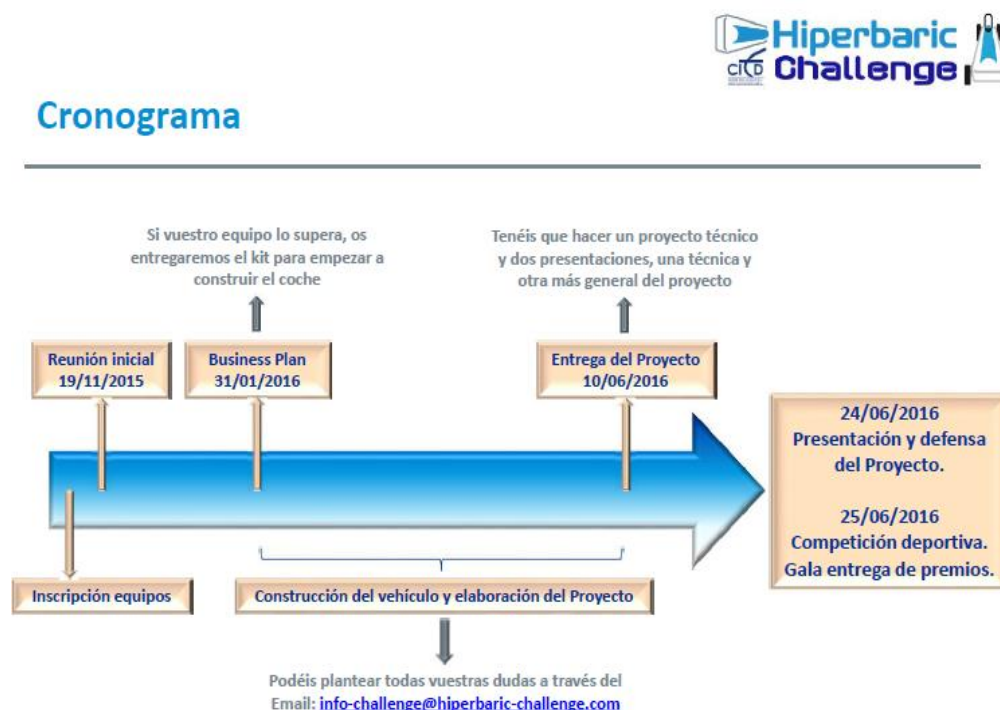 Hiperbaric
CICD Challenge
Cronograma
Si vuestro equipo lo supera, os
entregaremos el kit para empezar a
construir el coche
Tenéis que hacer un proyecto técnico
y dos presentaciones, una técnica y
otra más general del proyecto
Reunión inicial
19/11/2015
Business Plan
31/01/2016
Entrega del Proyecto
10/06/2016
24/06/2016
Presentación y defensa
del Proyecto.
25/06/2016
Competición deportiva.
Gala entrega de premios.
Inscripción equipos
Construcción del vehículo y elaboración del Proyecto
Podéis plantear todas vuestras dudas a través del
Email: info-challenge@hiperbaric-challenge.com